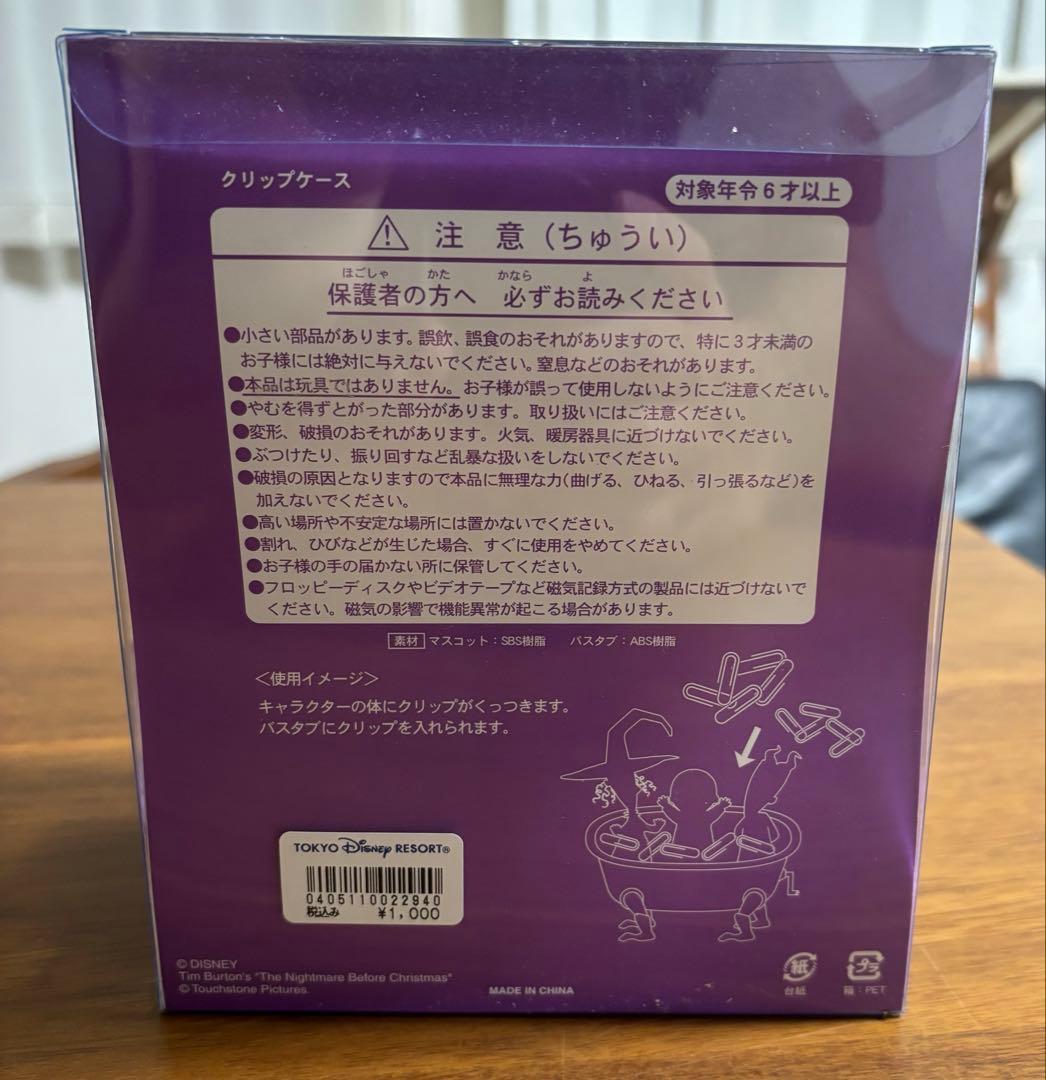 クリップケース
対象年令6才以上
注 意(ちゅうい)
ほごしゃ かた かなら よ
保護者の方へ 必ずお読みください
●小さい部品があります。誤飲、誤食のおそれがありますので、特に3才未満の
お子様には絶対に与えないでください。窒息などのおそれがあります。
●本品は玩具ではありません。お子様が誤って使用しないようにご注意ください。
●やむを得ずとがった部分があります。取り扱いにはご注意ください。
●変形、破損のおそれがあります。火気、暖房器具に近づけないでください。
●ぶつけたり、振り回すなど乱暴な扱いをしないでください。
●破損の原因となりますので本品に無理な力(曲げる、ひねる、引っ張るなど)を
加えないでください。
●高い場所や不安定な場所には置かないでください。
●割れ、ひびなどが生じた場合、すぐに使用をやめてください。
●お子様の手の届かない所に保管してください。
●フロッピーディスクやビデオテープなど磁気記録方式の製品には近づけないで
ください。磁気の影響で機能異常が起こる場合があります。
素材 マスコット:SBS樹脂 バスタブ:ABS樹脂
<使用イメージ>
キャラクターの体にクリップがくっつきます。
バスタブにクリップを入れられます。
TOKYO Disney RESORT®
0405110022940
税込み ¥1,000
© DISNEY
Tim Burton's "The Nightmare Before Christmas"
© Touchstone Pictures.
MADE IN CHINA
紙
台紙
プラ
箱:PET